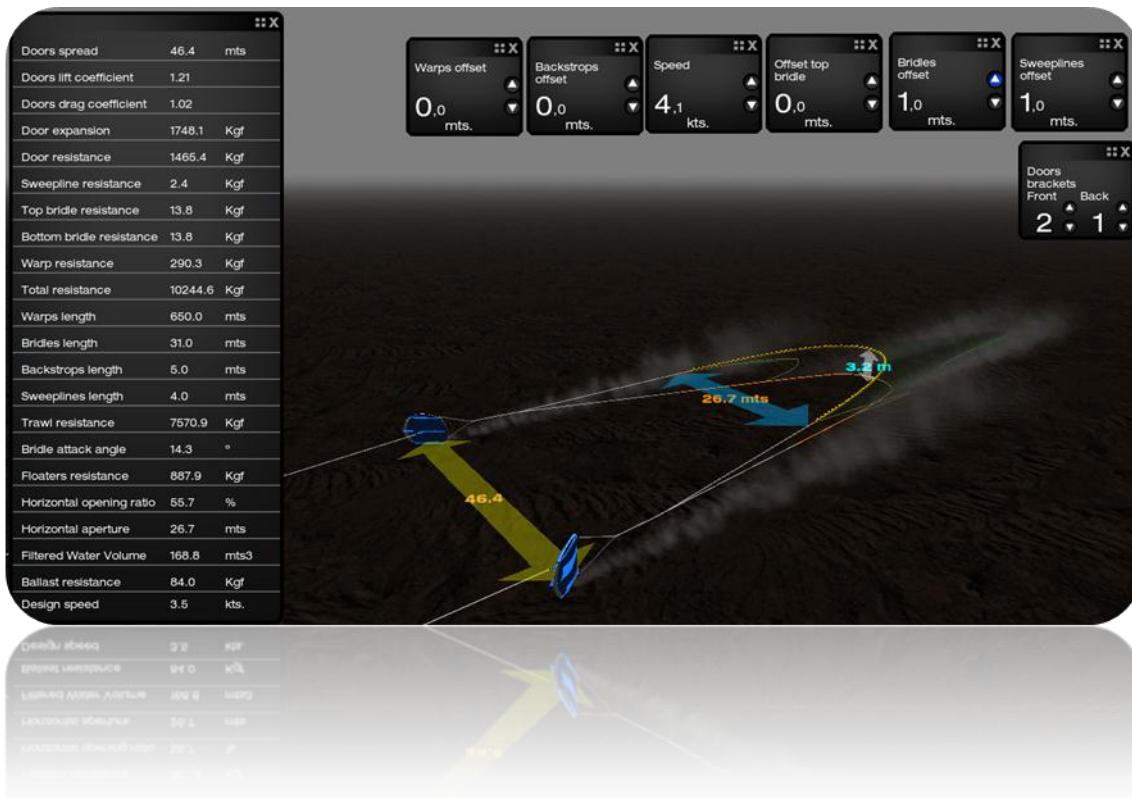 X
Doors spread 46.4 mts
Doors lift coefficient 1.21
Doors drag coefficient 1.02
Door expansion 1748.1 Kgf
Door resistance 1465.4 Kgf
Sweepline resistance 2.4 Kgf
Top bridle resistance 13.8 Kgf
Bottom bridle resistance 13.8 Kgf
Warp resistance 290.3 Kgf
Total resistance 10244.6 Kgf
Warps length 650.0 mts
Bridles length 31.0 mts
Backstrops length 5.0 mts
Sweeplines length 4.0 mts
Trawl resistance 7570.9 Kgf
Bridle attack angle 14.3 º
Floaters resistance 887.9 Kgf
Horizontal opening ratio 55.7 %
Horizontal aperture 26.7 mts
Filtered Water Volume 168.8 mts3
Ballast resistance 84.0 Kgf
Design speed 3.5 kts.
X
Warps offset
0,0
mts.
X
Backstrops
offset
0,0
mts.
X
Speed
4,1
kts.
X
Offset top
bridle
0,0
mts.
X
Bridles
offset
1,0
mts.
X
Sweeplines
offset
1,0
mts.
X
Doors
brackets
Front Back
2 1
3.2 m
26.7 mts
46.4